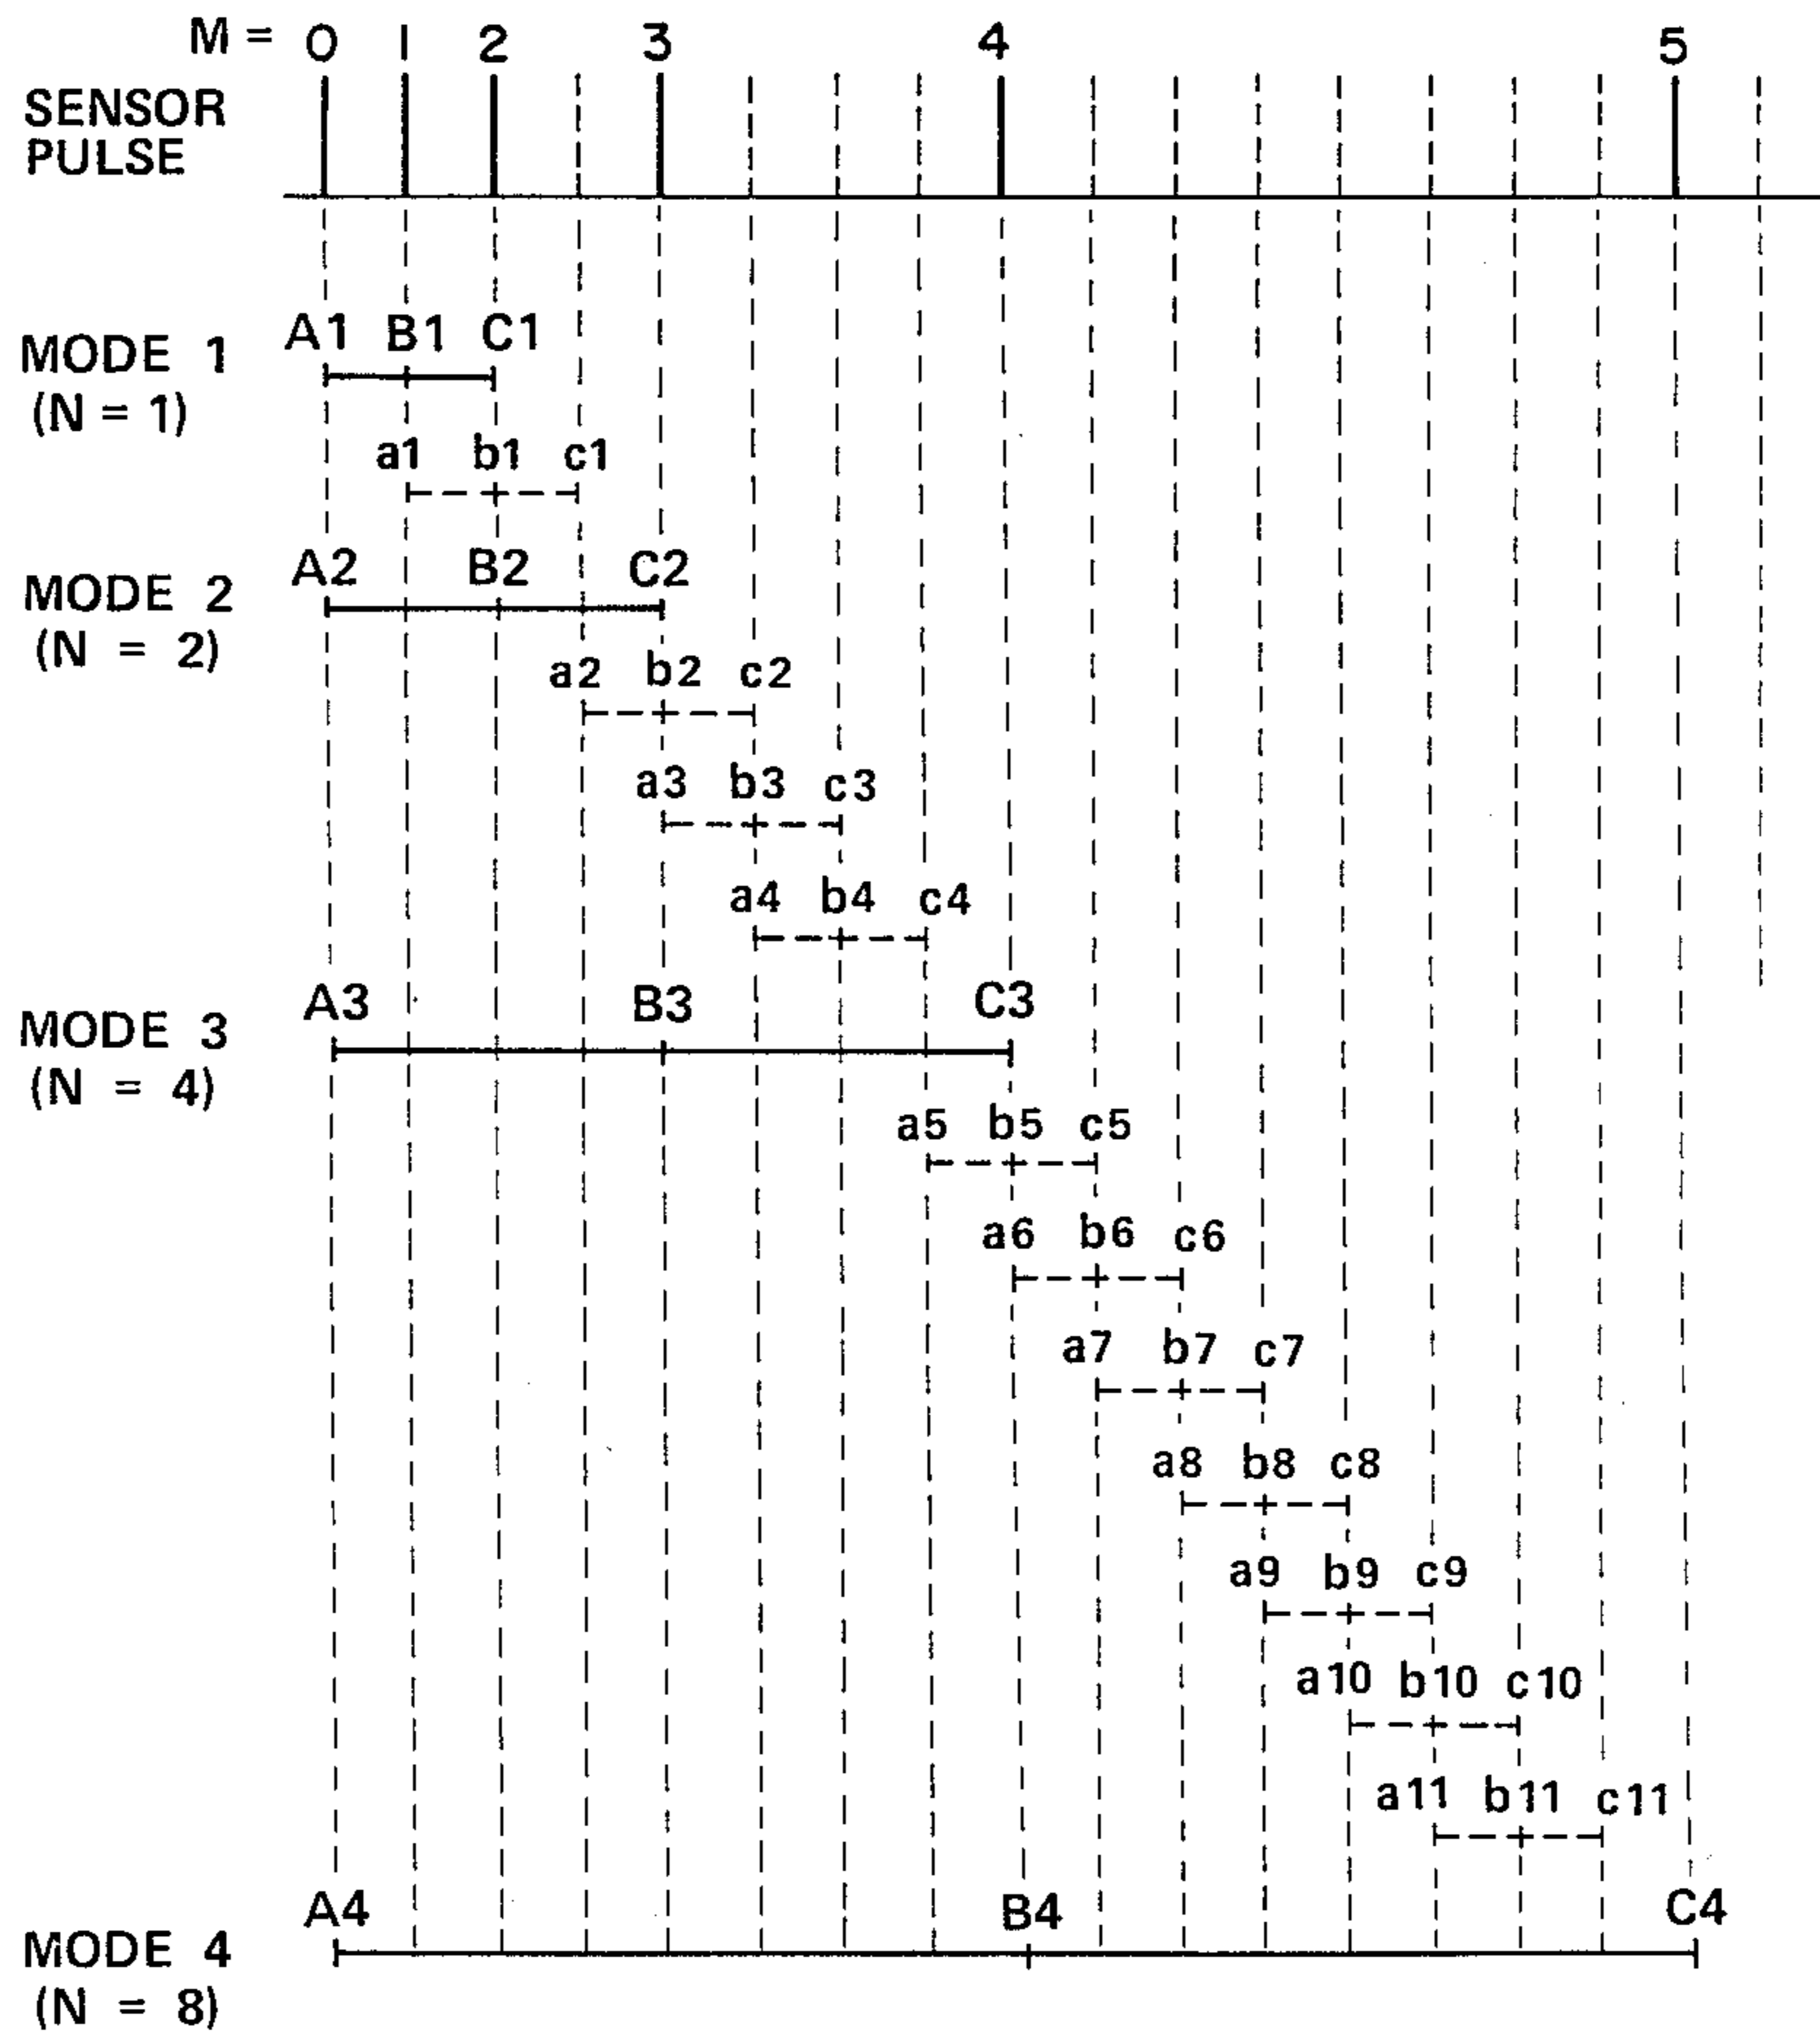 M = 0 1 2 3 4 5
SENSOR
PULSE
A1 B1 C1
MODE 1
(N = 1)
a1 b1 c1
A2 B2 C2
MODE 2
(N = 2)
a2 b2 c2
a3 b3 c3
a4 b4 c4
A3 B3 C3
MODE 3
(N = 4)
a5 b5 c5
a6 b6 c6
a7 b7 c7
a8 b8 c8
a9 b9 c9
a10 b10 c10
a11 b11 c11
A4 B4 C4
MODE 4
(N = 8)